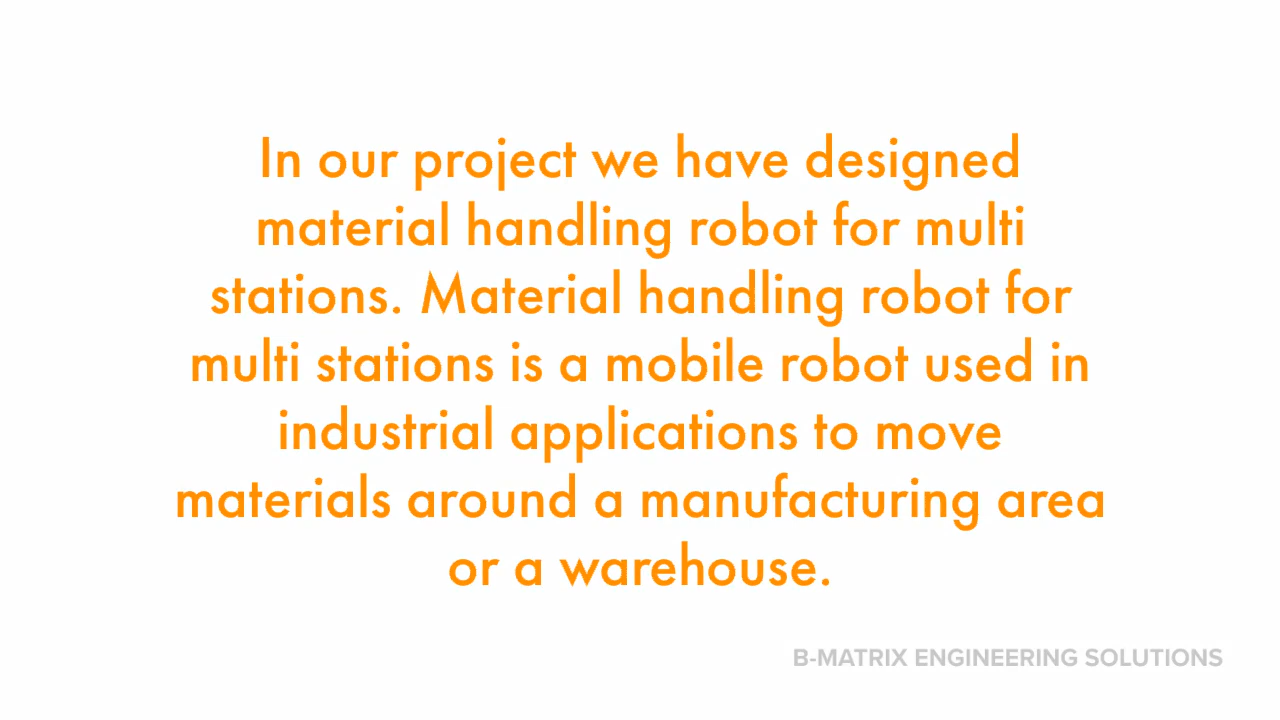 In our project we have designed
material handling robot for multi
stations. Material handling robot for
multi stations is a mobile robot used in
industrial applications to move
materials around a manufacturing area
or a warehouse.
B-MATRIX ENGINEERING SOLUTIONS